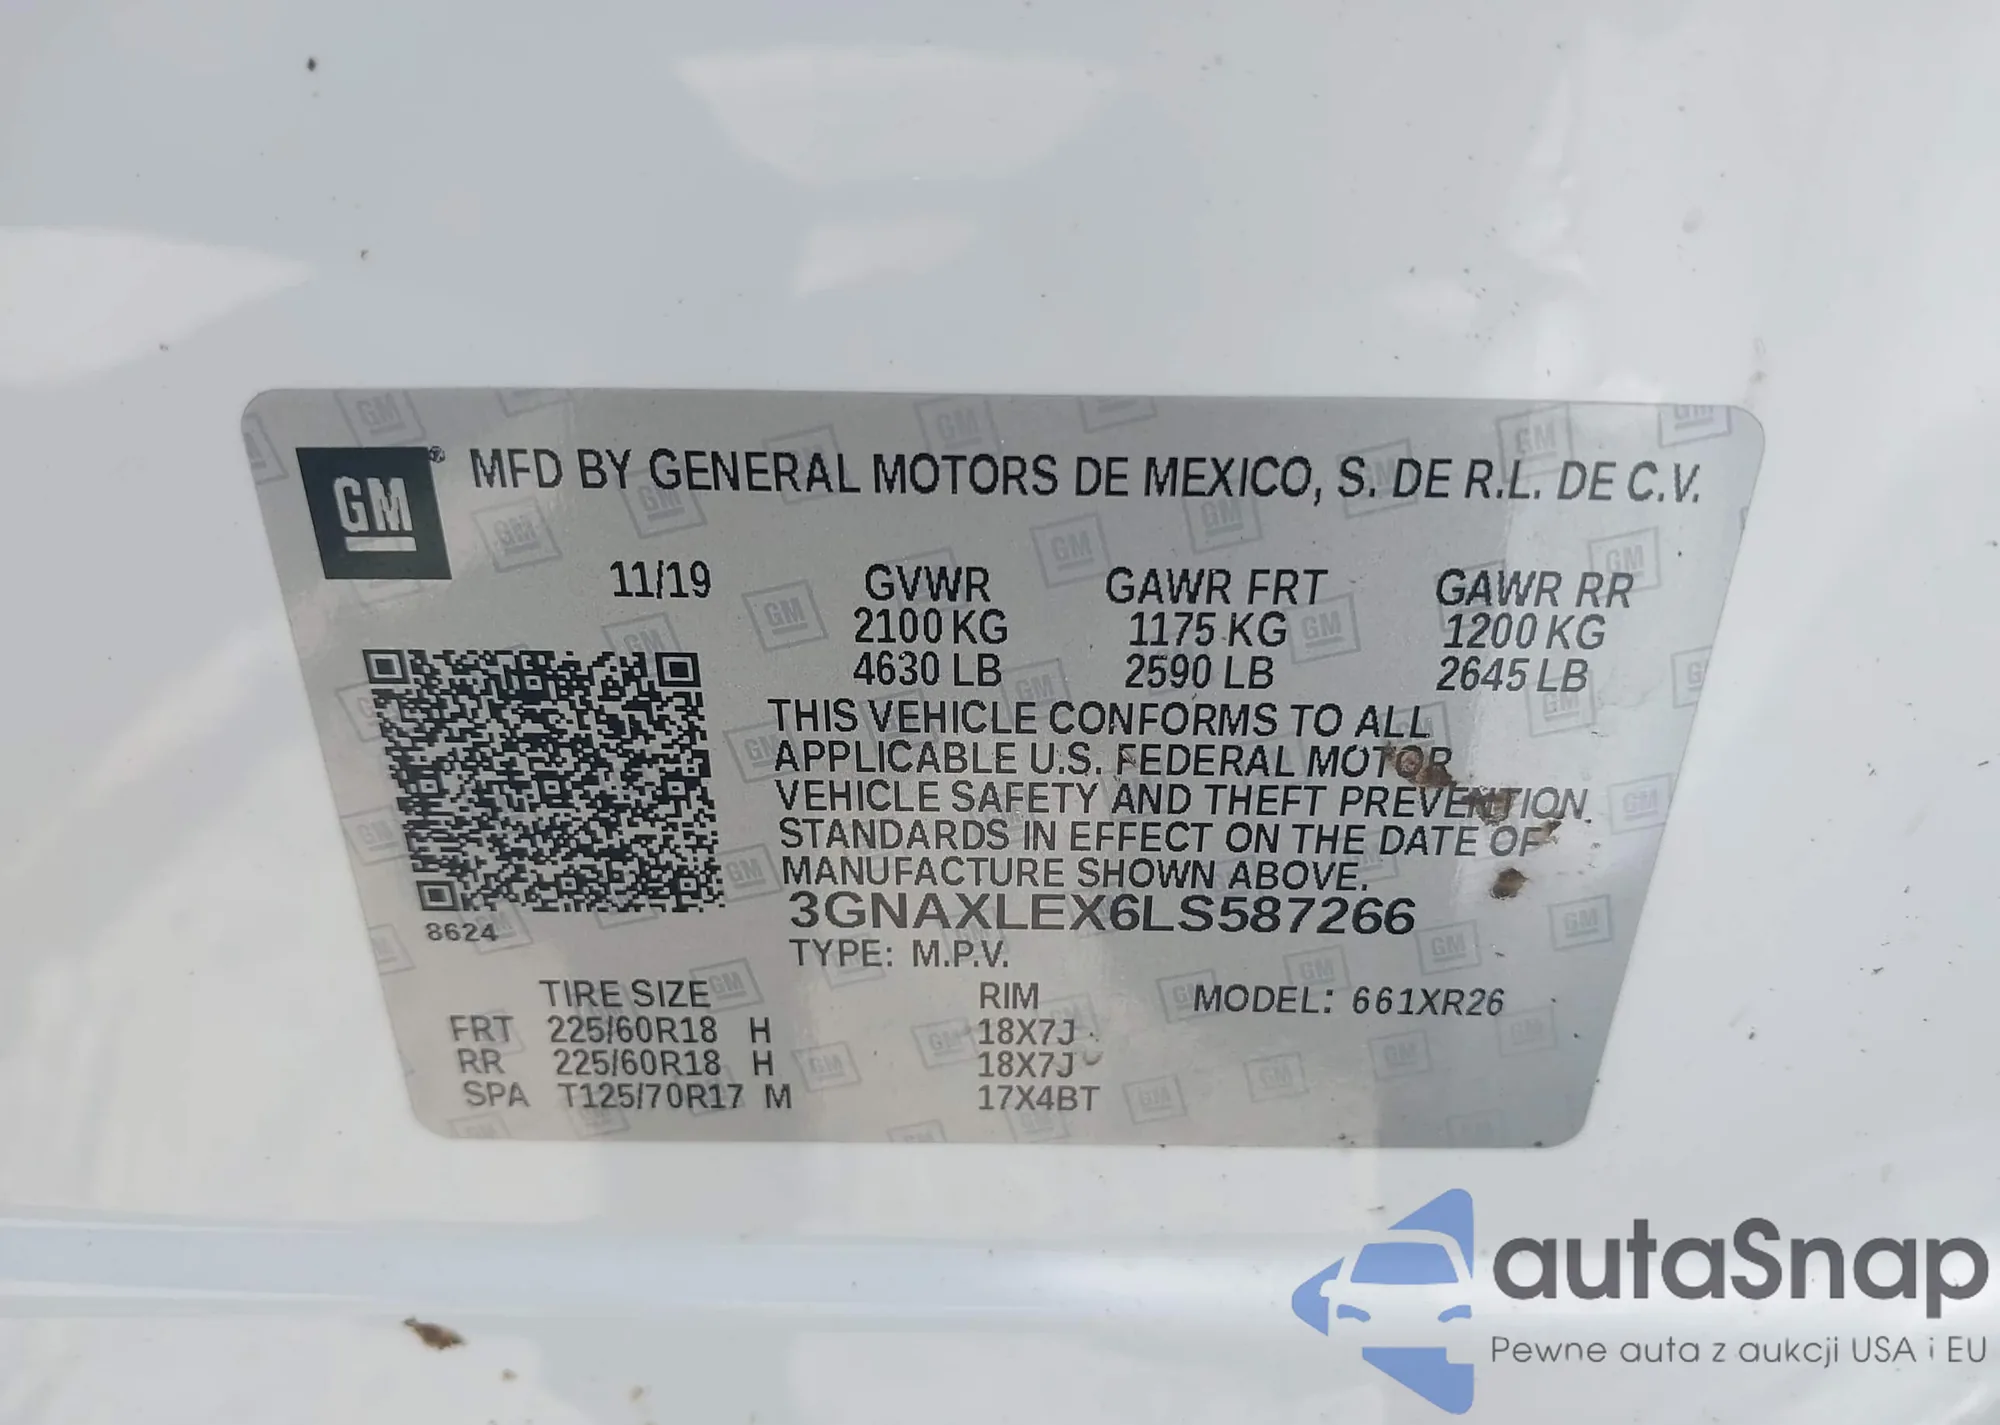 GM® MFD BY GENERAL MOTORS DE MEXICO, S. DE R.L. DE C.V.
11/19 GVWR GAWR FRT GAWR RR
2100 KG 1175 KG 1200 KG
4630 LB 2590 LB 2645 LB
THIS VEHICLE CONFORMS TO ALL
APPLICABLE U.S. FEDERAL MOTOR
VEHICLE SAFETY AND THEFT PREVENTION
STANDARDS IN EFFECT ON THE DATE OF
MANUFACTURE SHOWN ABOVE.
3GNAXLEX6LS587266
8624
TYPE: M.P.V.
TIRE SIZE RIM MODEL: 661XR26
FRT 225/60R18 H 18X7J
RR 225/60R18 H 18X7J
SPA T125/70R17 M 17X4BT
autaSnap
Pewne auta z aukcji USA i EU